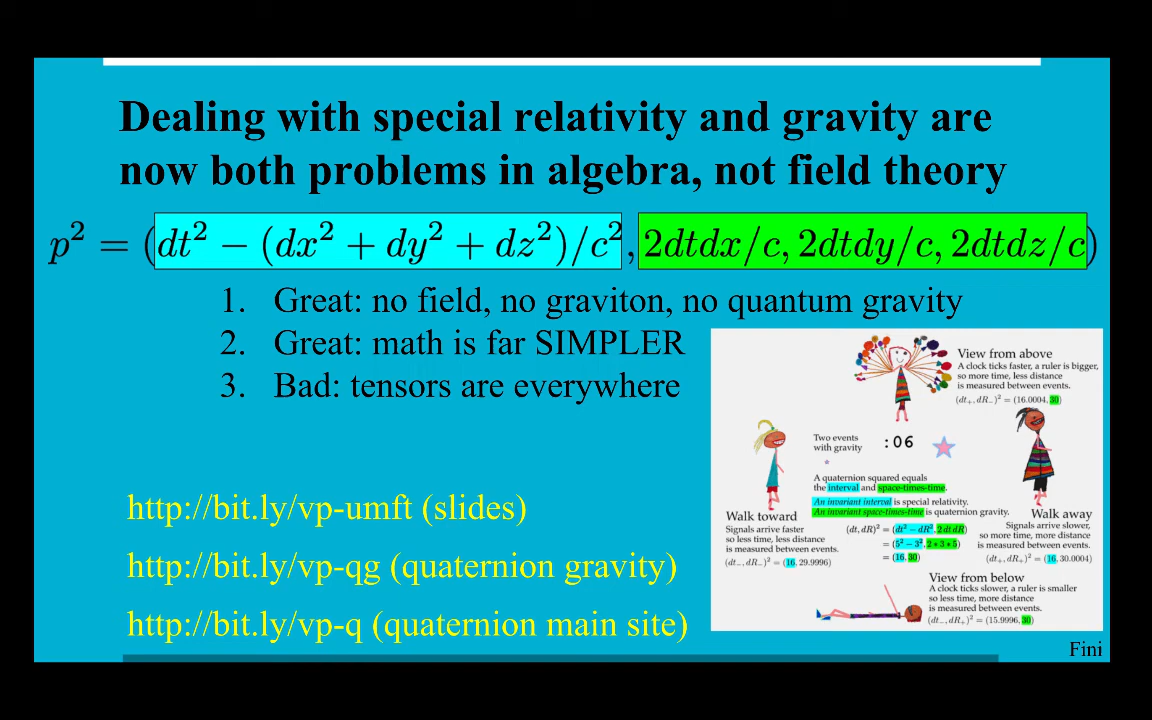 Dealing with special relativity and gravity are
now both problems in algebra, not field theory
p² = (dt² − (dx² + dy² + dz²)/c², 2dtdx/c, 2dtdy/c, 2dtdz/c)
1. Great: no field, no graviton, no quantum gravity
2. Great: math is far SIMPLER
3. Bad: tensors are everywhere
http://bit.ly/vp-umft (slides)
http://bit.ly/vp-qg (quaternion gravity)
http://bit.ly/vp-q (quaternion main site)
View from above
A clock ticks faster, a ruler is bigger,
so more time, less distance
is measured between events.
(dt₊, dR₋)² = (16.0004, 30)
Two events
with gravity
:06
A quaternion squared equals
the interval and space-times-time.
An invariant interval is special relativity.
An invariant space-times-time is quaternion gravity.
(dt, dR)² = (dt² − dR², 2 dt dR)
= (5² − 3², 2 * 3 * 5)
= (16, 30)
Walk toward
Signals arrive faster
so less time, less distance
is measured between events.
(dt₋, dR₋)² = (16, 29.9996)
Walk away
Signals arrive slower,
so more time, more distance
is measured between events.
(dt₊, dR₊)² = (16, 30.0004)
View from below
A clock ticks slower, a ruler is smaller
so less time, more distance
is measured between events.
(dt₋, dR₊)² = (15.9996, 30)
Fini